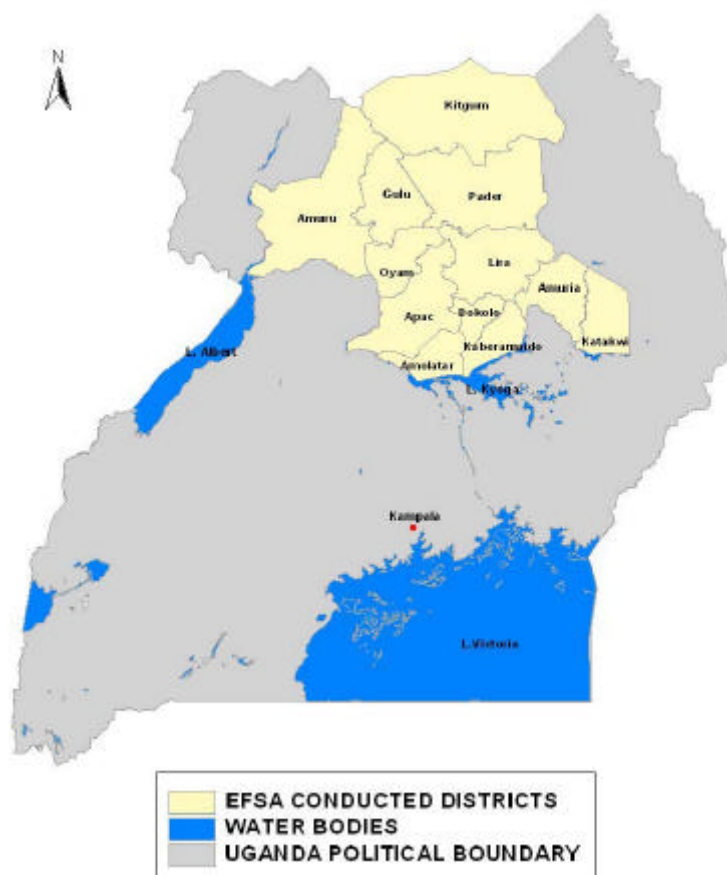 N
Kitgum
Gulu
Pader
Amuru
Oyam
Lira
Amuria
Apac
Dokolo
Kaberamaido
Katakwi
L. Albert
Amolatar
L. Kyoga
Kampala
L.Victoria
EFSA CONDUCTED DISTRICTS
WATER BODIES
UGANDA POLITICAL BOUNDARY